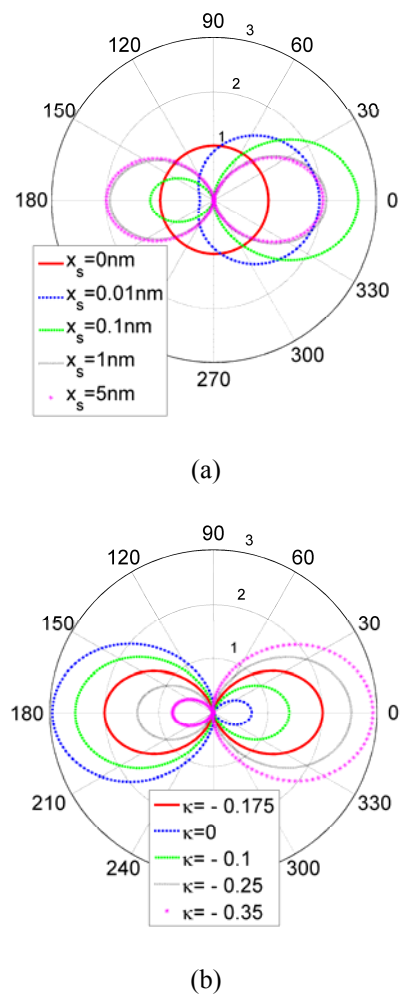 90
120
3
60
2
150
30
1
180
0
x_s=0nm
x_s=0.01nm
330
x_s=0.1nm
300
x_s=1nm
270
x_s=5nm
(a)
90
120
3
60
2
150
30
1
180
0
210
330
κ= - 0.175
κ=0
240
300
κ= - 0.1
κ= - 0.25
κ= - 0.35
(b)